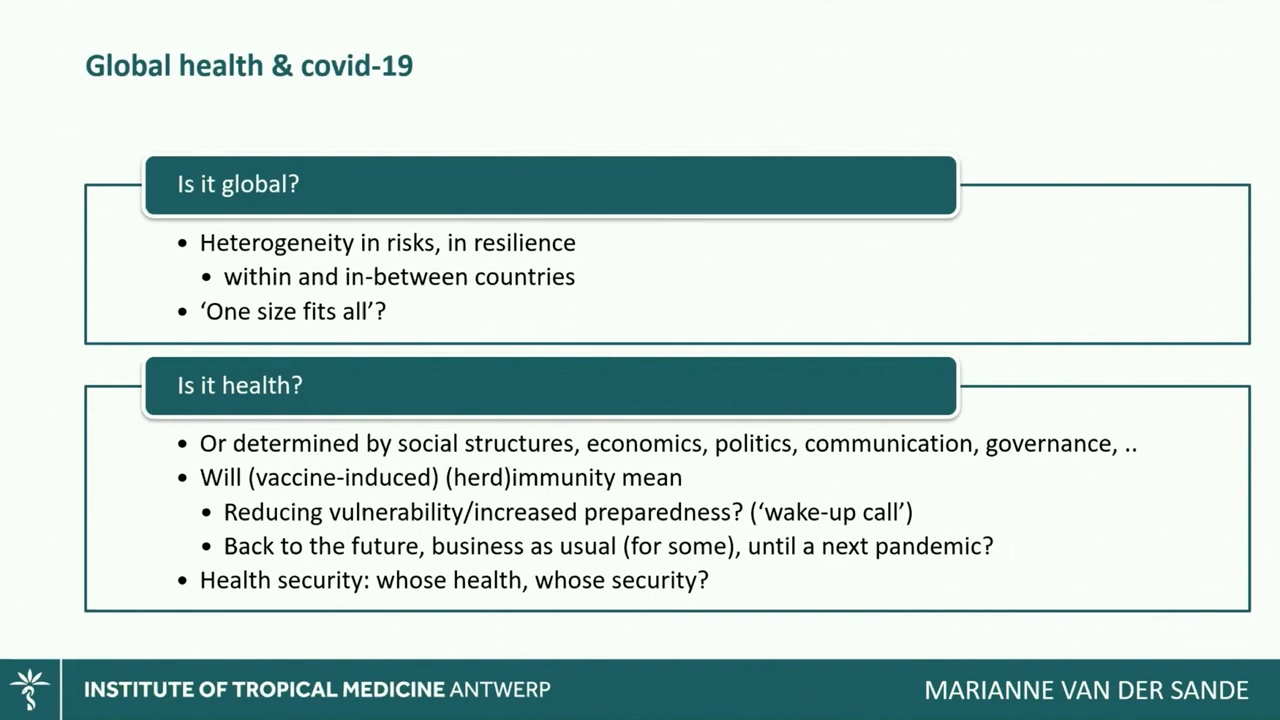 Global health & covid-19
Is it global?
• Heterogeneity in risks, in resilience
• within and in-between countries
• ‘One size fits all’?
Is it health?
• Or determined by social structures, economics, politics, communication, governance, ..
• Will (vaccine-induced) (herd)immunity mean
• Reducing vulnerability/increased preparedness? (‘wake-up call’)
• Back to the future, business as usual (for some), until a next pandemic?
• Health security: whose health, whose security?
INSTITUTE OF TROPICAL MEDICINE ANTWERP
MARIANNE VAN DER SANDE